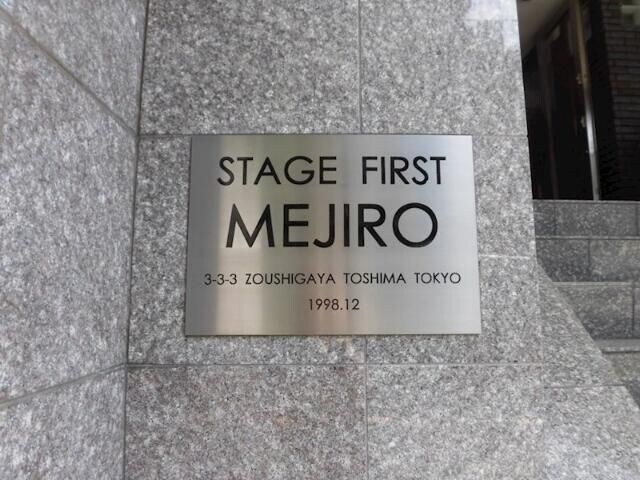 STAGE FIRST
MEJIRO
3-3-3 ZOUSHIGAYA TOSHIMA TOKYO
1998.12